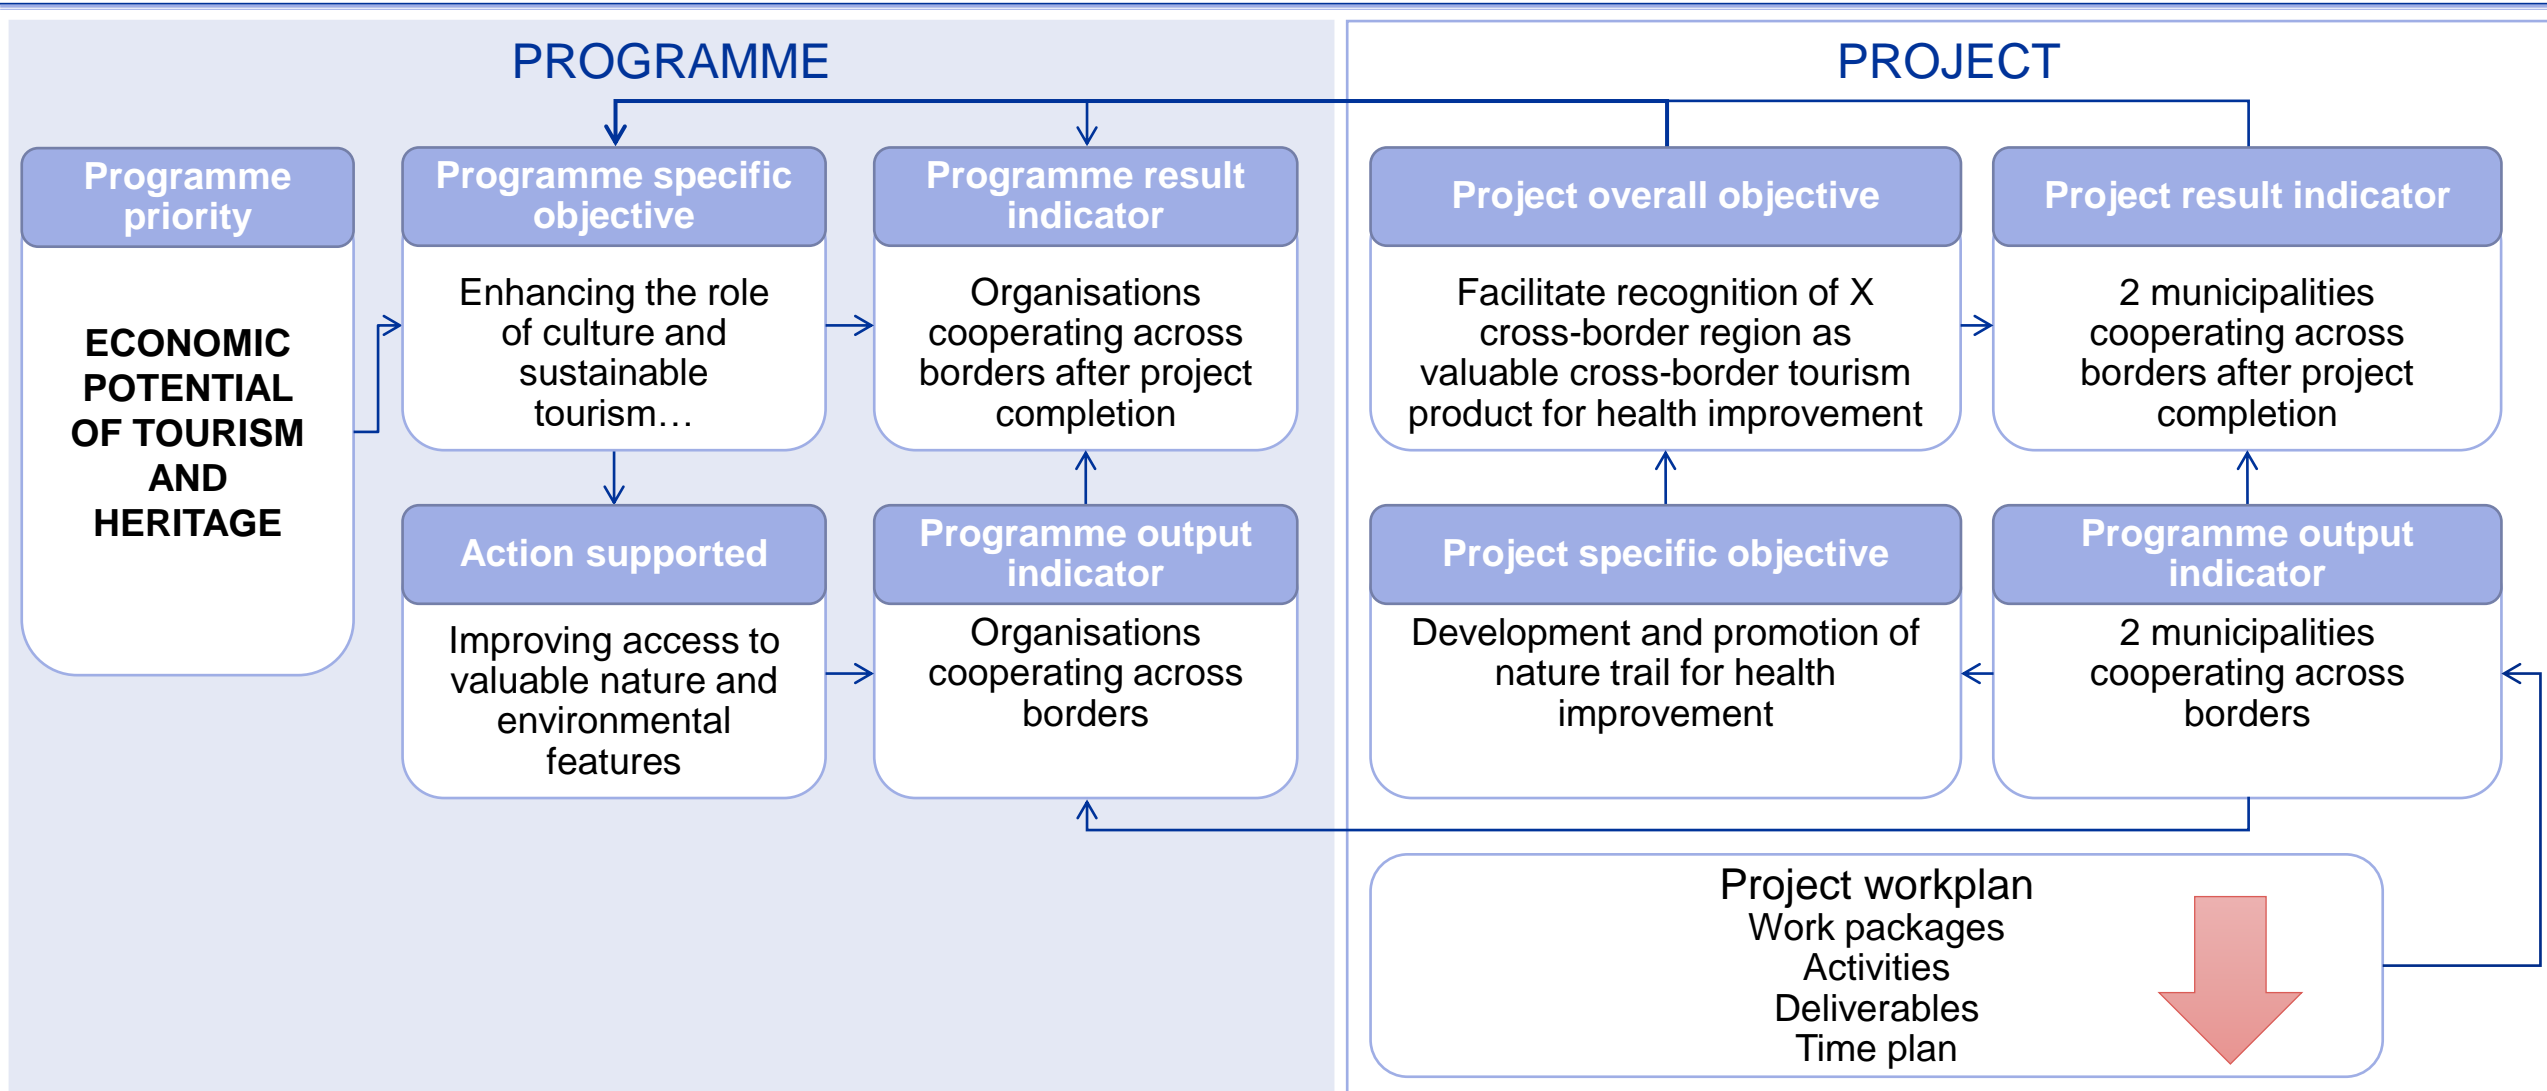 PROGRAMME
Programme
priority
ECONOMIC
POTENTIAL
OF TOURISM
AND
HERITAGE
Programme specific
objective
Enhancing the role
of culture and
sustainable
tourism…
Programme result
indicator
Organisations
cooperating across
borders after project
completion
Action supported
Improving access to
valuable nature and
environmental
features
Programme output
indicator
Organisations
cooperating across
borders
PROJECT
Project overall objective
Facilitate recognition of X
cross-border region as
valuable cross-border tourism
product for health improvement
Project result indicator
2 municipalities
cooperating across
borders after project
completion
Project specific objective
Development and promotion of
nature trail for health
improvement
Programme output
indicator
2 municipalities
cooperating across
borders
Project workplan
Work packages
Activities
Deliverables
Time plan